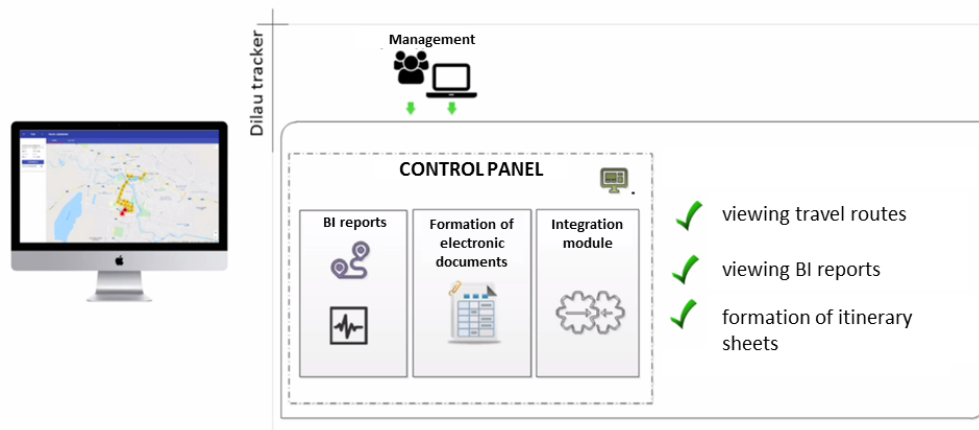 Dilau tracker
Management
CONTROL PANEL
BI reports
Formation of
electronic
documents
Integration
module
viewing travel routes
viewing BI reports
formation of itinerary
sheets